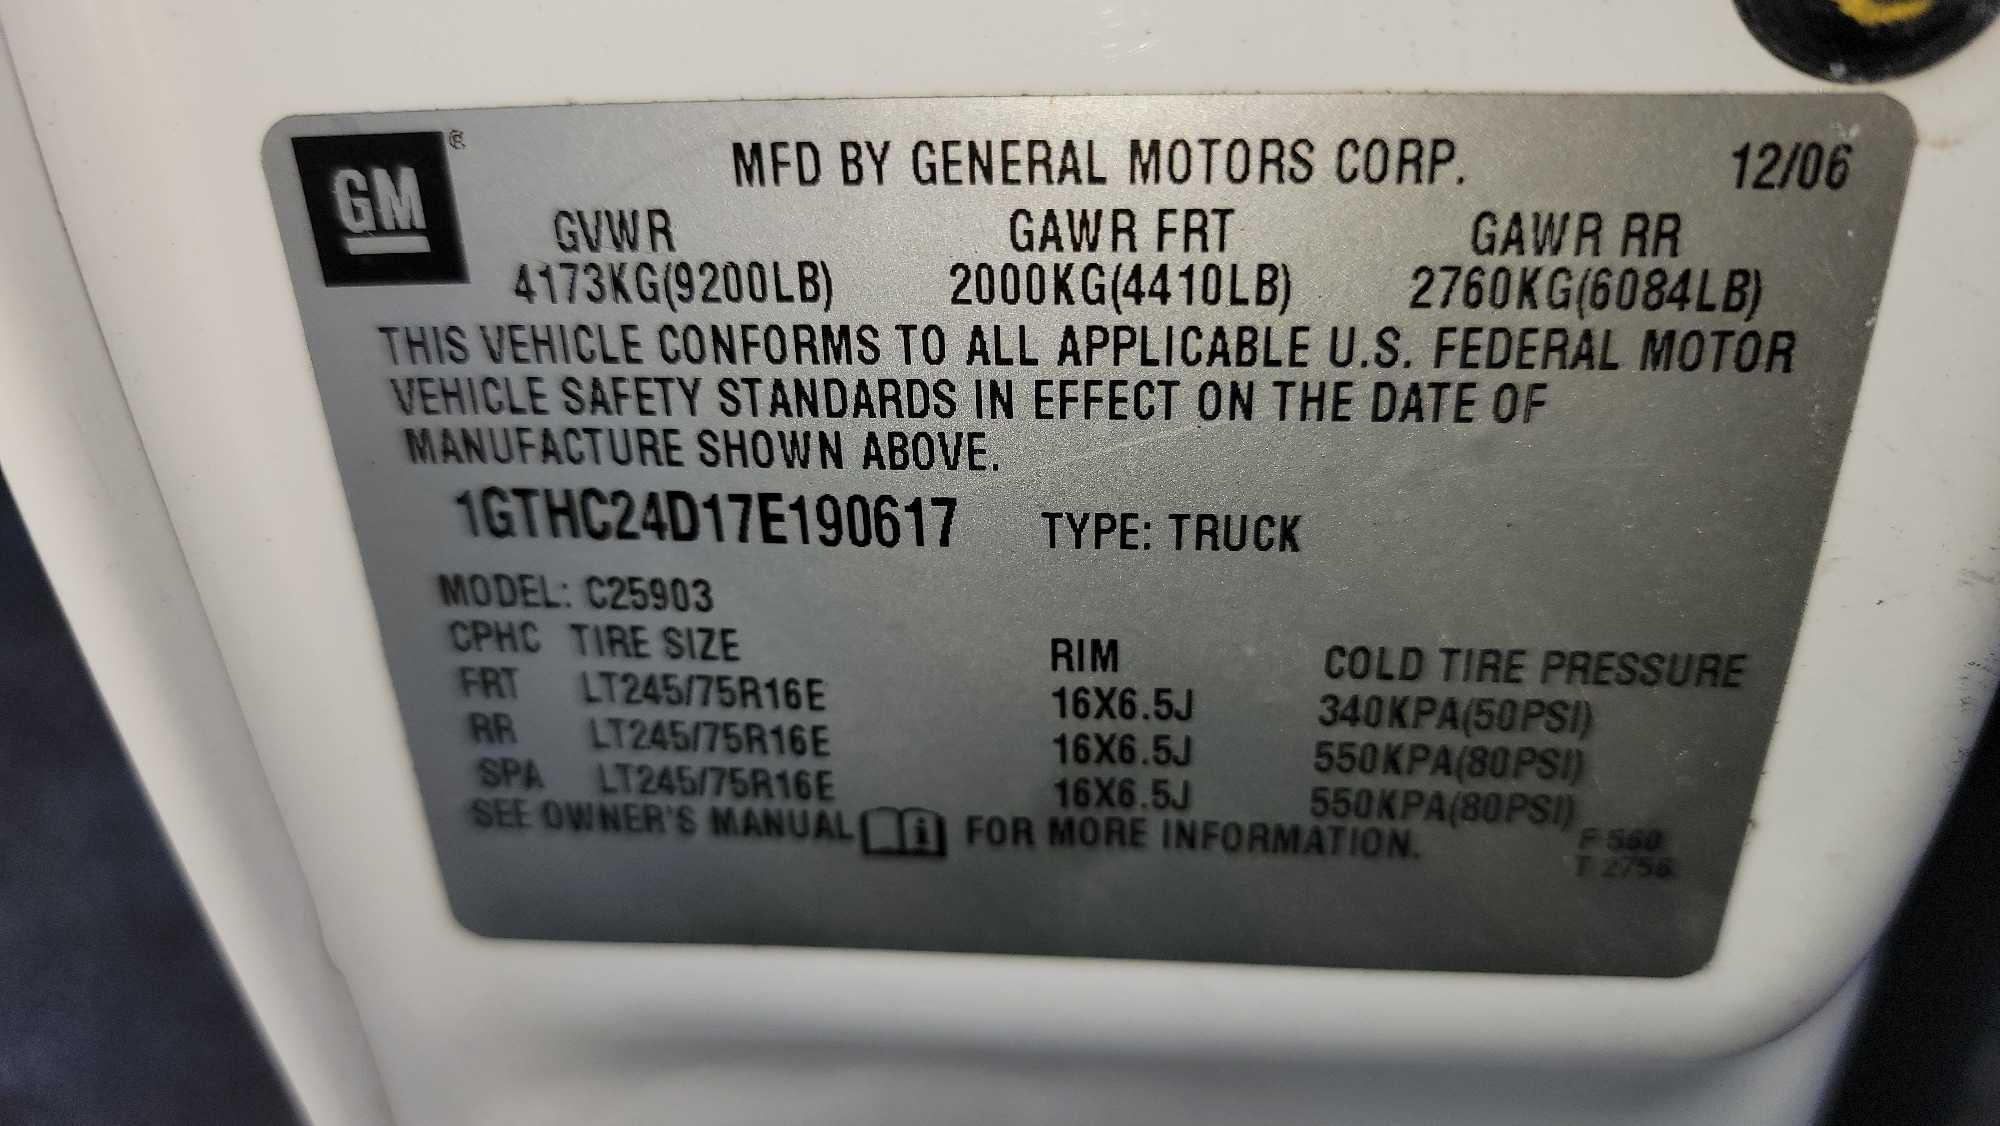 GM ®
MFD BY GENERAL MOTORS CORP. 12/06
GVWR GAWR FRT GAWR RR
4173KG(9200LB) 2000KG(4410LB) 2760KG(6084LB)
THIS VEHICLE CONFORMS TO ALL APPLICABLE U.S. FEDERAL MOTOR
VEHICLE SAFETY STANDARDS IN EFFECT ON THE DATE OF
MANUFACTURE SHOWN ABOVE.
1GTHC24D17E190617 TYPE: TRUCK
MODEL: C25903
CPHC TIRE SIZE RIM COLD TIRE PRESSURE
FRT LT245/75R16E 16X6.5J 340KPA(50PSI)
RR LT245/75R16E 16X6.5J 550KPA(80PSI)
SPA LT245/75R16E 16X6.5J 550KPA(80PSI)
SEE OWNER'S MANUAL i FOR MORE INFORMATION.
F 560
T 2756